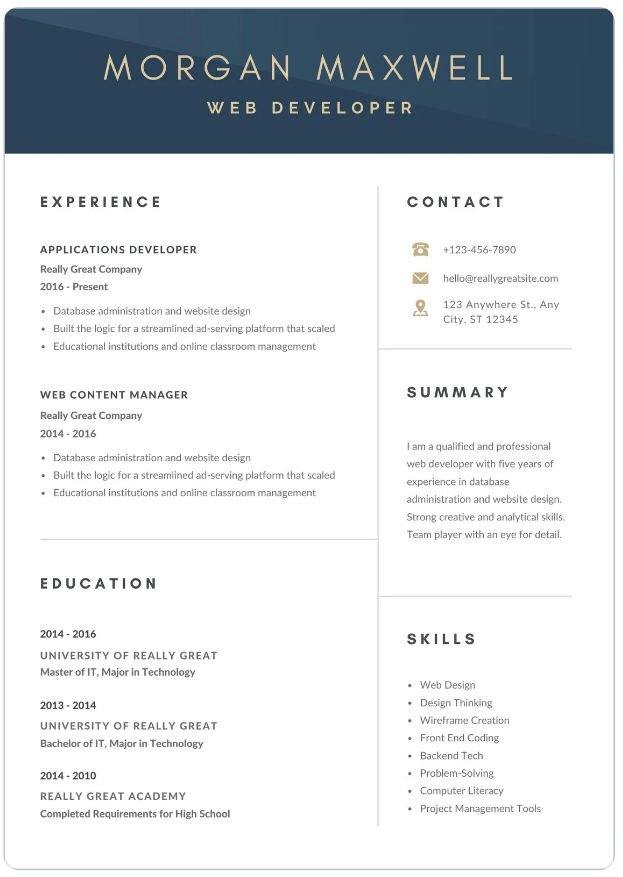 MORGAN MAXWELL
WEB DEVELOPER
EXPERIENCE
APPLICATIONS DEVELOPER
Really Great Company
2016 - Present
• Database administration and website design
• Built the logic for a streamlined ad-serving platform that scaled
• Educational institutions and online classroom management
WEB CONTENT MANAGER
Really Great Company
2014 - 2016
• Database administration and website design
• Built the logic for a streamlined ad-serving platform that scaled
• Educational institutions and online classroom management
EDUCATION
2014 - 2016
UNIVERSITY OF REALLY GREAT
Master of IT, Major in Technology
2013 - 2014
UNIVERSITY OF REALLY GREAT
Bachelor of IT, Major in Technology
2014 - 2010
REALLY GREAT ACADEMY
Completed Requirements for High School
CONTACT
+123-456-7890
hello@reallygreatsite.com
123 Anywhere St., Any
City, ST 12345
SUMMARY
I am a qualified and professional
web developer with five years of
experience in database
administration and website design.
Strong creative and analytical skills.
Team player with an eye for detail.
SKILLS
• Web Design
• Design Thinking
• Wireframe Creation
• Front End Coding
• Backend Tech
• Problem-Solving
• Computer Literacy
• Project Management Tools